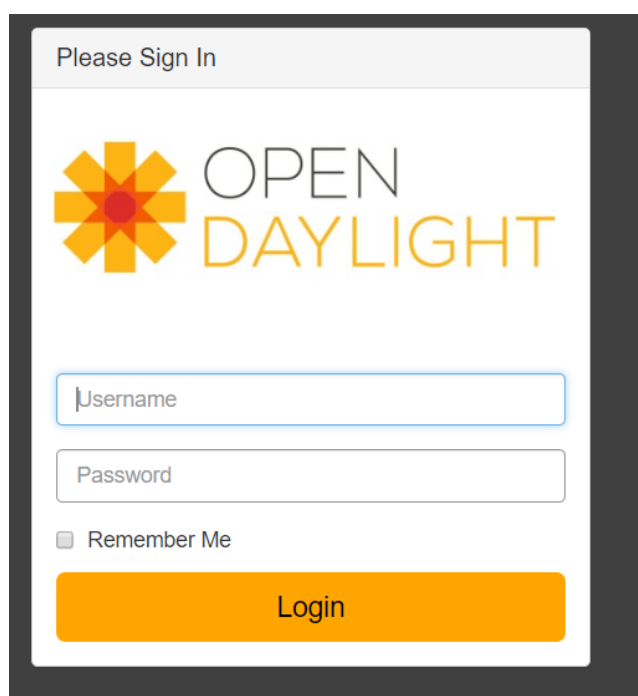 Please Sign In
OPEN
DAYLIGHT
Username
Password
Remember Me
Login